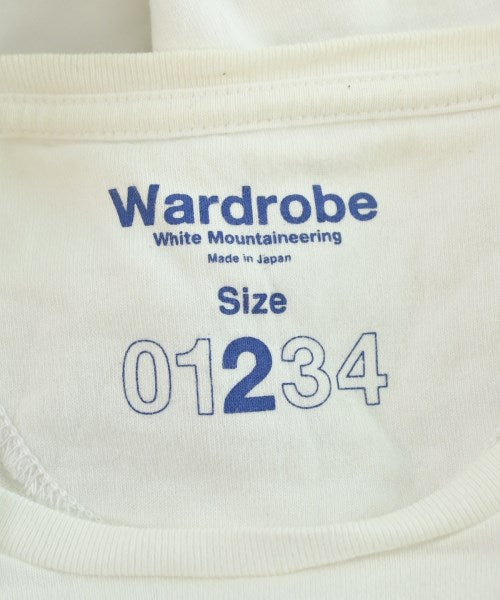 Wardrobe
White Mountaineering
Made in Japan
Size
01234